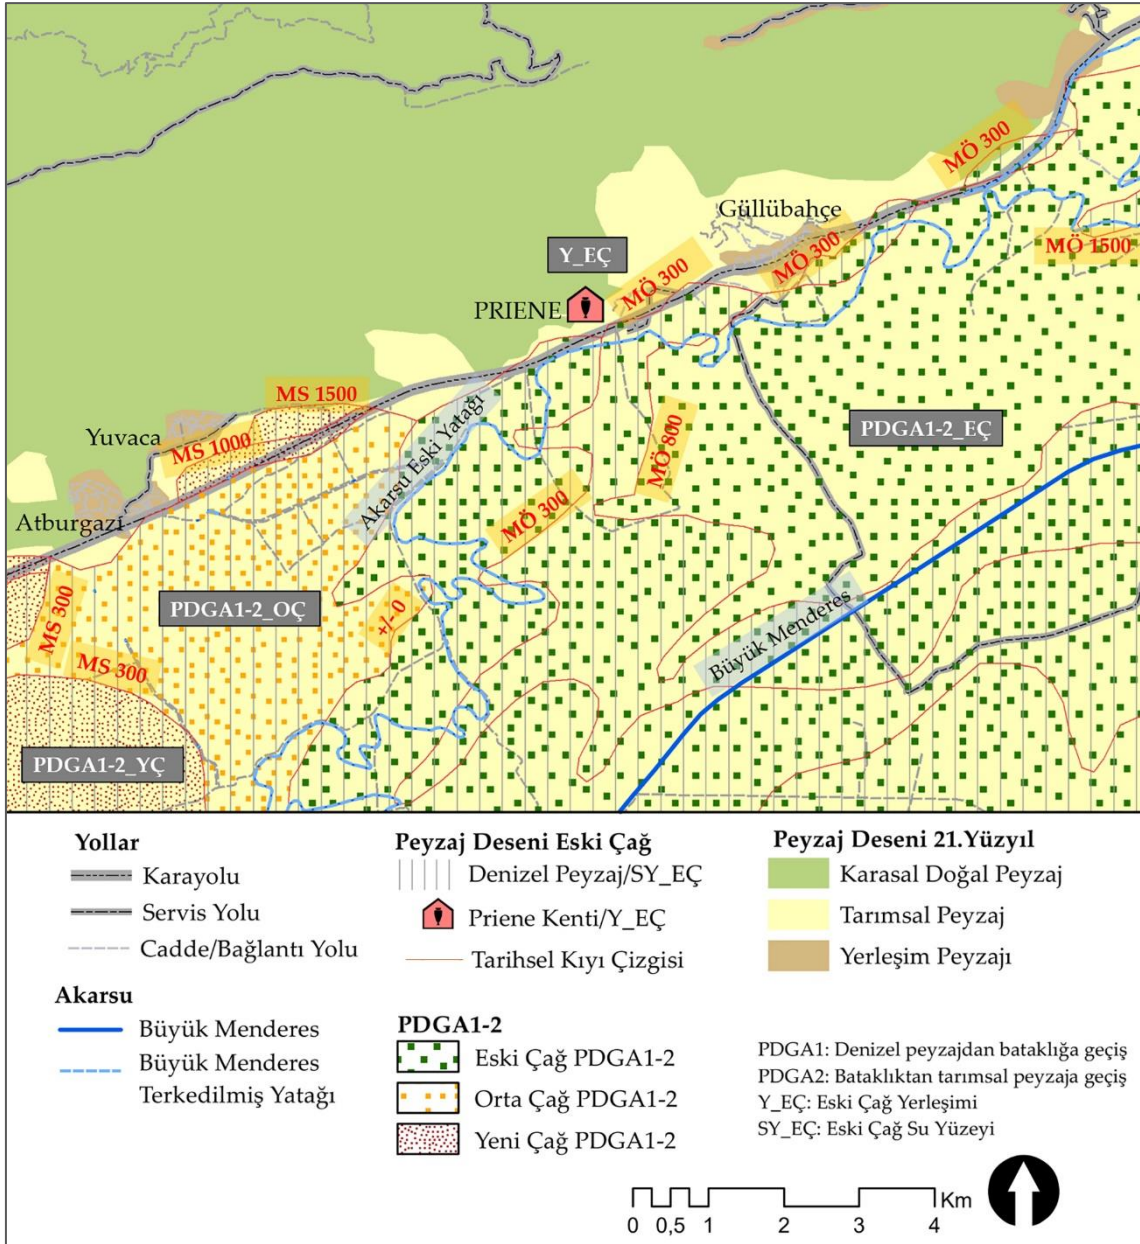 MÖ 300
Güllübahçe
MÖ 300
MÖ 1500
Y_EÇ
MÖ 300
PRIENE
MS 1500
Akarsu Eski Yatağı
MÖ 800
PDGA1-2_EÇ
Yuvaca
MS 1000
MÖ 300
Atburgazi
MS 300
PDGA1-2_OÇ
+/- 0
Büyük Menderes
MS 300
PDGA1-2_YÇ
Yollar
Karayolu
Servis Yolu
Cadde/Bağlantı Yolu
Akarsu
Büyük Menderes
Büyük Menderes
Terkedilmiş Yatağı
Peyzaj Deseni Eski Çağ
Denizel Peyzaj/SY_EÇ
Priene Kenti/Y_EÇ
Tarihsel Kıyı Çizgisi
PDGA1-2
Eski Çağ PDGA1-2
Orta Çağ PDGA1-2
Yeni Çağ PDGA1-2
Peyzaj Deseni 21.Yüzyıl
Karasal Doğal Peyzaj
Tarımsal Peyzaj
Yerleşim Peyzajı
PDGA1: Denizel peyzajdan bataklığa geçiş
PDGA2: Bataklıktan tarımsal peyzaja geçiş
Y_EÇ: Eski Çağ Yerleşimi
SY_EÇ: Eski Çağ Su Yüzeyi
Km
0 0,5 1 2 3 4